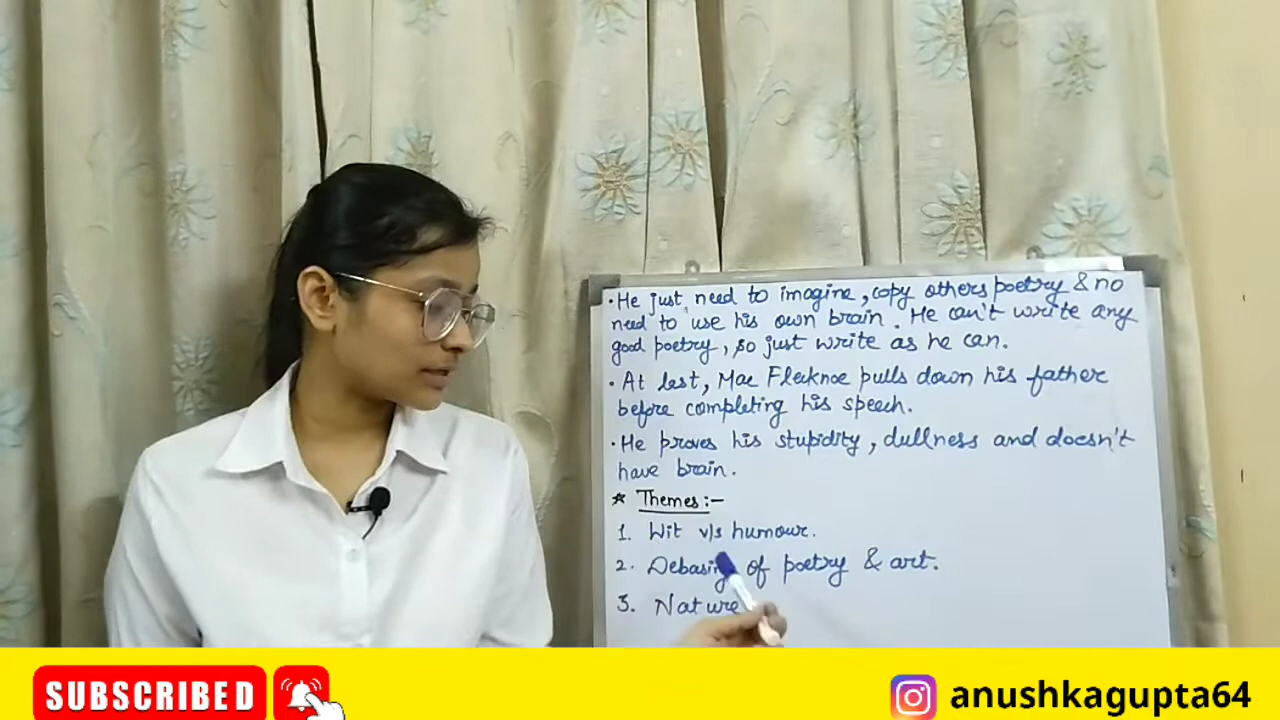 • He just need to imagine, copy others poetry & no
need to use his own brain. He can't write any
good poetry, so just write as he can.
• At last, Mac Flecknoe pulls down his father
before completing his speech.
• He proves his stupidity, dullness and doesn't
have brain.
★ Themes:-
1. Wit v/s humour.
2. Debasing of poetry & art.
3. Nature
SUBSCRIBED
anushkagupta64